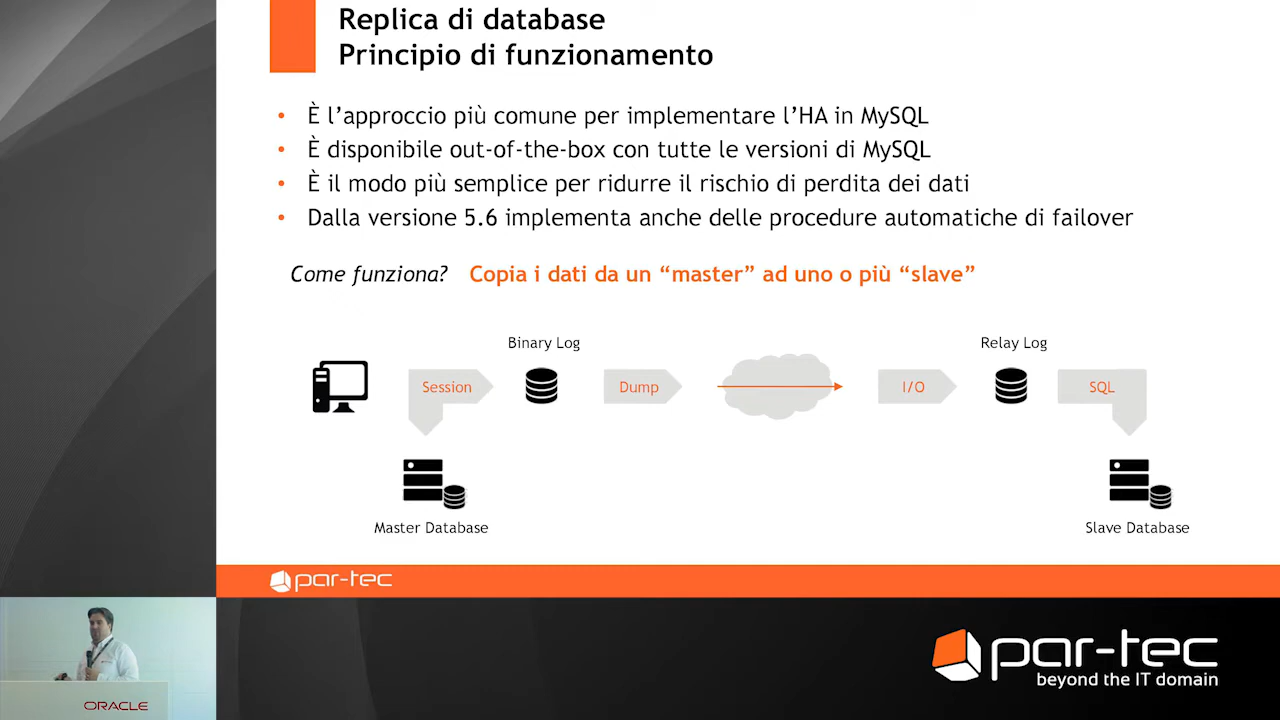 Replica di database
Principio di funzionamento
• È l’approccio più comune per implementare l’HA in MySQL
• È disponibile out-of-the-box con tutte le versioni di MySQL
• È il modo più semplice per ridurre il rischio di perdita dei dati
• Dalla versione 5.6 implementa anche delle procedure automatiche di failover
Come funziona? Copia i dati da un “master” ad uno o più “slave”
Binary Log
Relay Log
Session
Dump
I/O
SQL
Master Database
Slave Database
par-tec
par-tec
beyond the IT domain
ORACLE